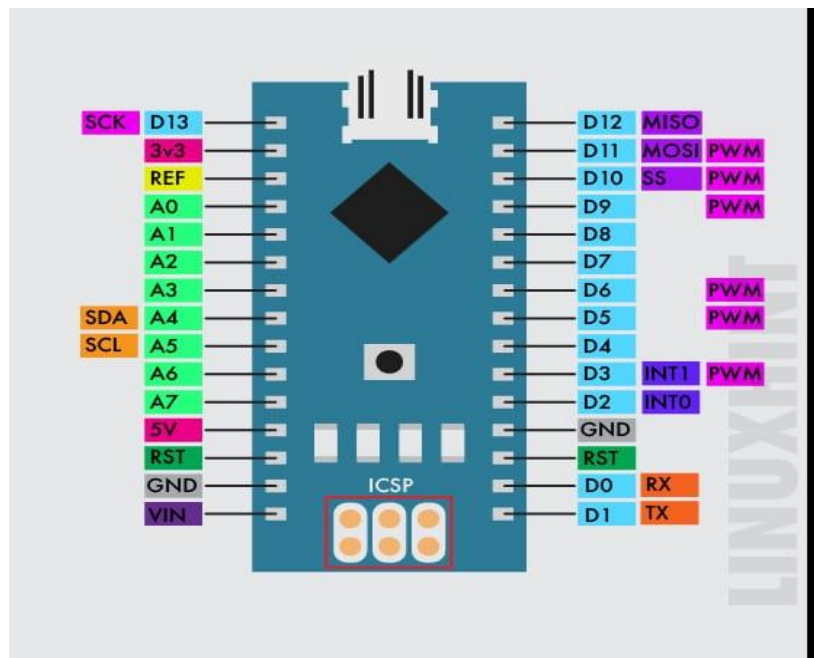 SCK D13 D12 MISO
3v3 D11 MOSI PWM
REF D10 SS PWM
A0 D9 PWM
A1 D8
A2 D7
A3 D6 PWM
SDA A4 D5 PWM
SCL A5 D4
A6 D3 INT1 PWM
A7 D2 INT0
5V GND
RST RST
GND ICSP D0 RX
VIN D1 TX
LINUXHINT